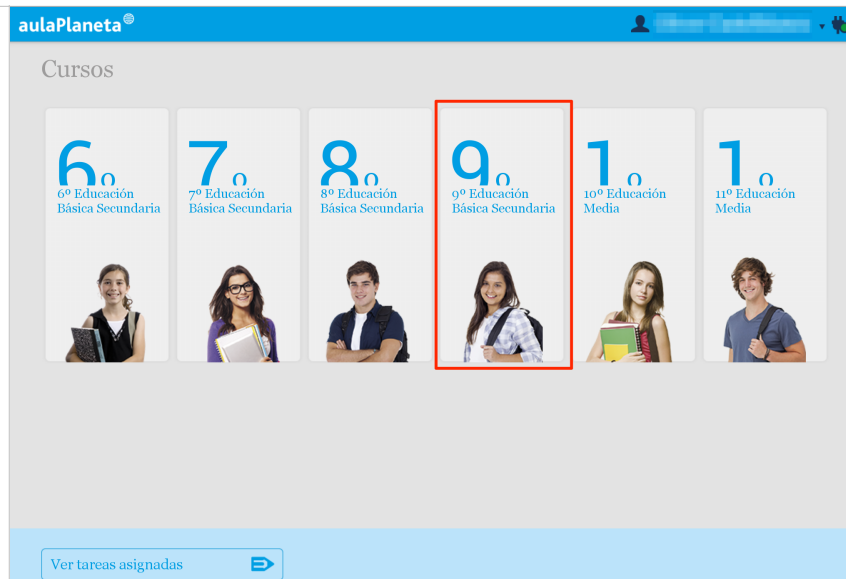 aulaPlaneta®
Cursos
6º
6º Educación
Básica Secundaria
7º
7º Educación
Básica Secundaria
8º
8º Educación
Básica Secundaria
9º
9º Educación
Básica Secundaria
1º
10º Educación
Media
1º
11º Educación
Media
Ver tareas asignadas